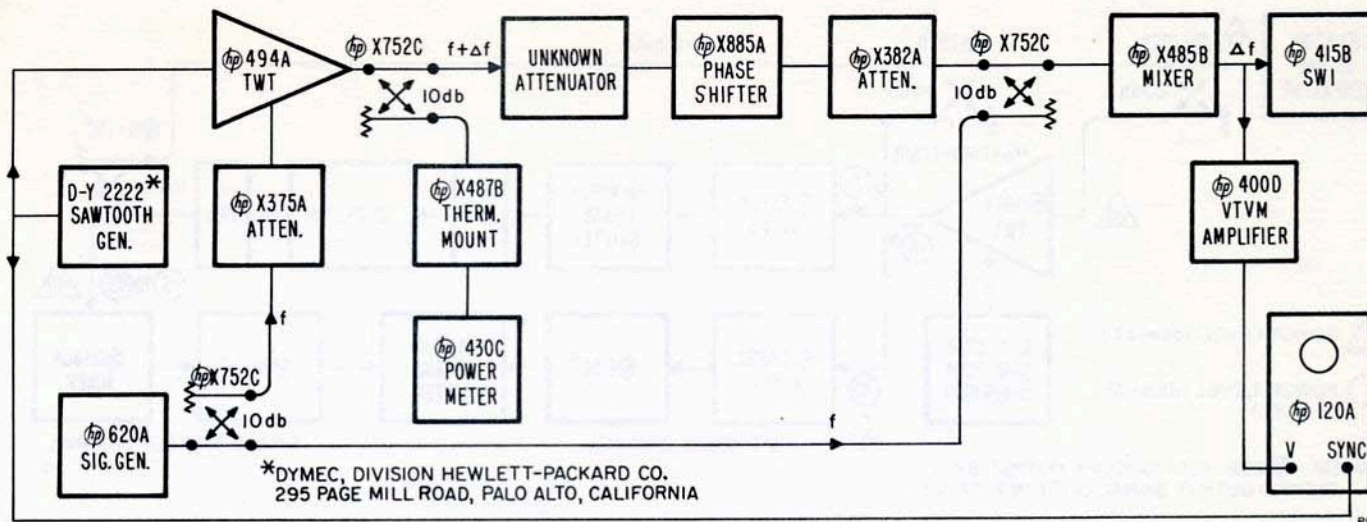 hp 494A
TWT
hp X752C
10db
f+Δf
UNKNOWN
ATTENUATOR
hp X885A
PHASE
SHIFTER
hp X382A
ATTEN.
hp X752C
10db
hp X485B
MIXER
Δf
hp 415B
SWI
D-Y 2222*
SAWTOOTH
GEN.
hp X375A
ATTEN.
hp X487B
THERM.
MOUNT
hp 400D
VTVM
AMPLIFIER
f
hp X752C
10db
hp 430C
POWER
METER
hp 620A
SIG. GEN.
f
hp 120A
V
SYNC
*DYMEC, DIVISION HEWLETT-PACKARD CO.
295 PAGE MILL ROAD, PALO ALTO, CALIFORNIA